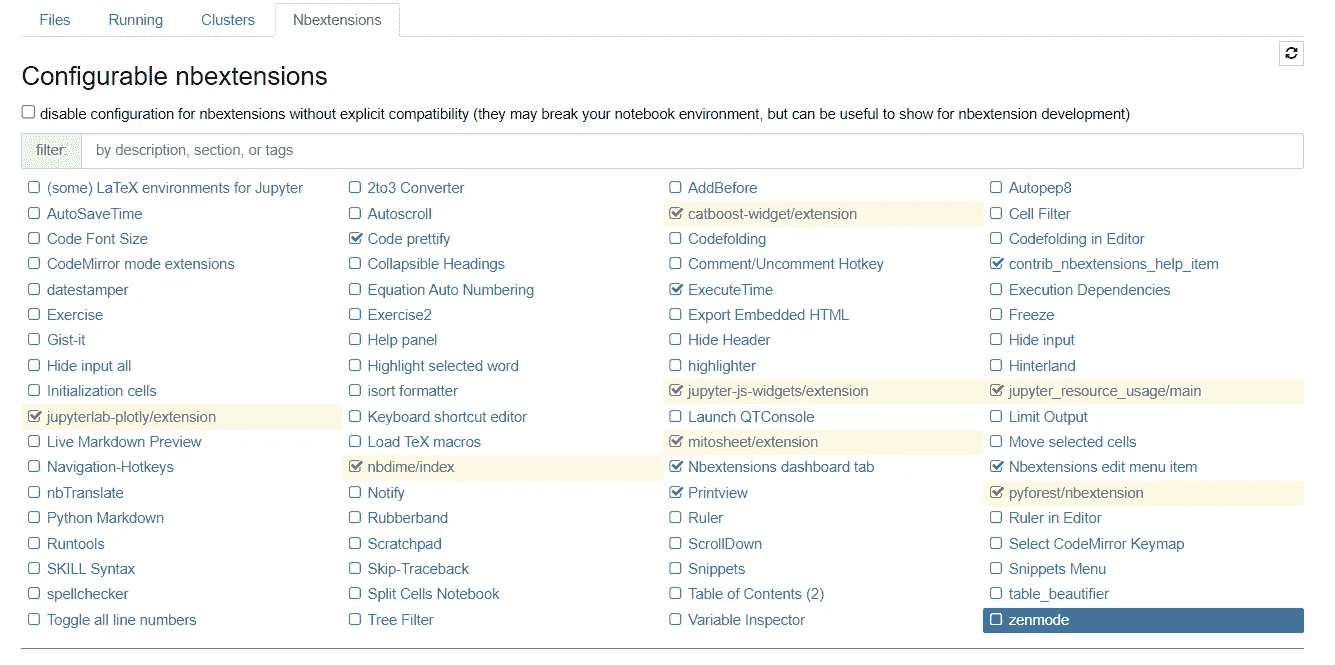 Files Running Clusters Nbextensions
Configurable nbextensions
disable configuration for nbextensions without explicit compatibility (they may break your notebook environment, but can be useful to show for nbextension development)
filter: by description, section, or tags
(some) LaTeX environments for Jupyter 2to3 Converter AddBefore Autopep8
AutoSaveTime Autoscroll catboost-widget/extension Cell Filter
Code Font Size Code prettify Codefolding Codefolding in Editor
CodeMirror mode extensions Collapsible Headings Comment/Uncomment Hotkey contrib_nbextensions_help_item
datestamper Equation Auto Numbering ExecuteTime Execution Dependencies
Exercise Exercise2 Export Embedded HTML Freeze
Gist-it Help panel Hide Header Hide input
Hide input all Highlight selected word highlighter Hinterland
Initialization cells isort formatter jupyter-js-widgets/extension jupyter_resource_usage/main
jupyterlab-plotly/extension Keyboard shortcut editor Launch QTConsole Limit Output
Live Markdown Preview Load TeX macros mitosheet/extension Move selected cells
Navigation-Hotkeys nbdime/index Nbextensions dashboard tab Nbextensions edit menu item
nbTranslate Notify Printview pyforest/nbextension
Python Markdown Rubberband Ruler Ruler in Editor
Runtools Scratchpad ScrollDown Select CodeMirror Keymap
SKILL Syntax Skip-Traceback Snippets Snippets Menu
spellchecker Split Cells Notebook Table of Contents (2) table_beautifier
Toggle all line numbers Tree Filter Variable Inspector zenmode